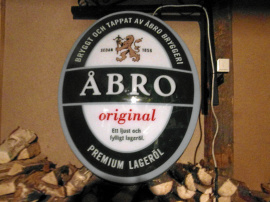 BRYGGT OCH TAPPAT AV ÅBRO BRYGGERI
SEDAN 1856
ÅBRO
original
Ett ljust och
fylligt lageröl.
PREMIUM LAGERÖL